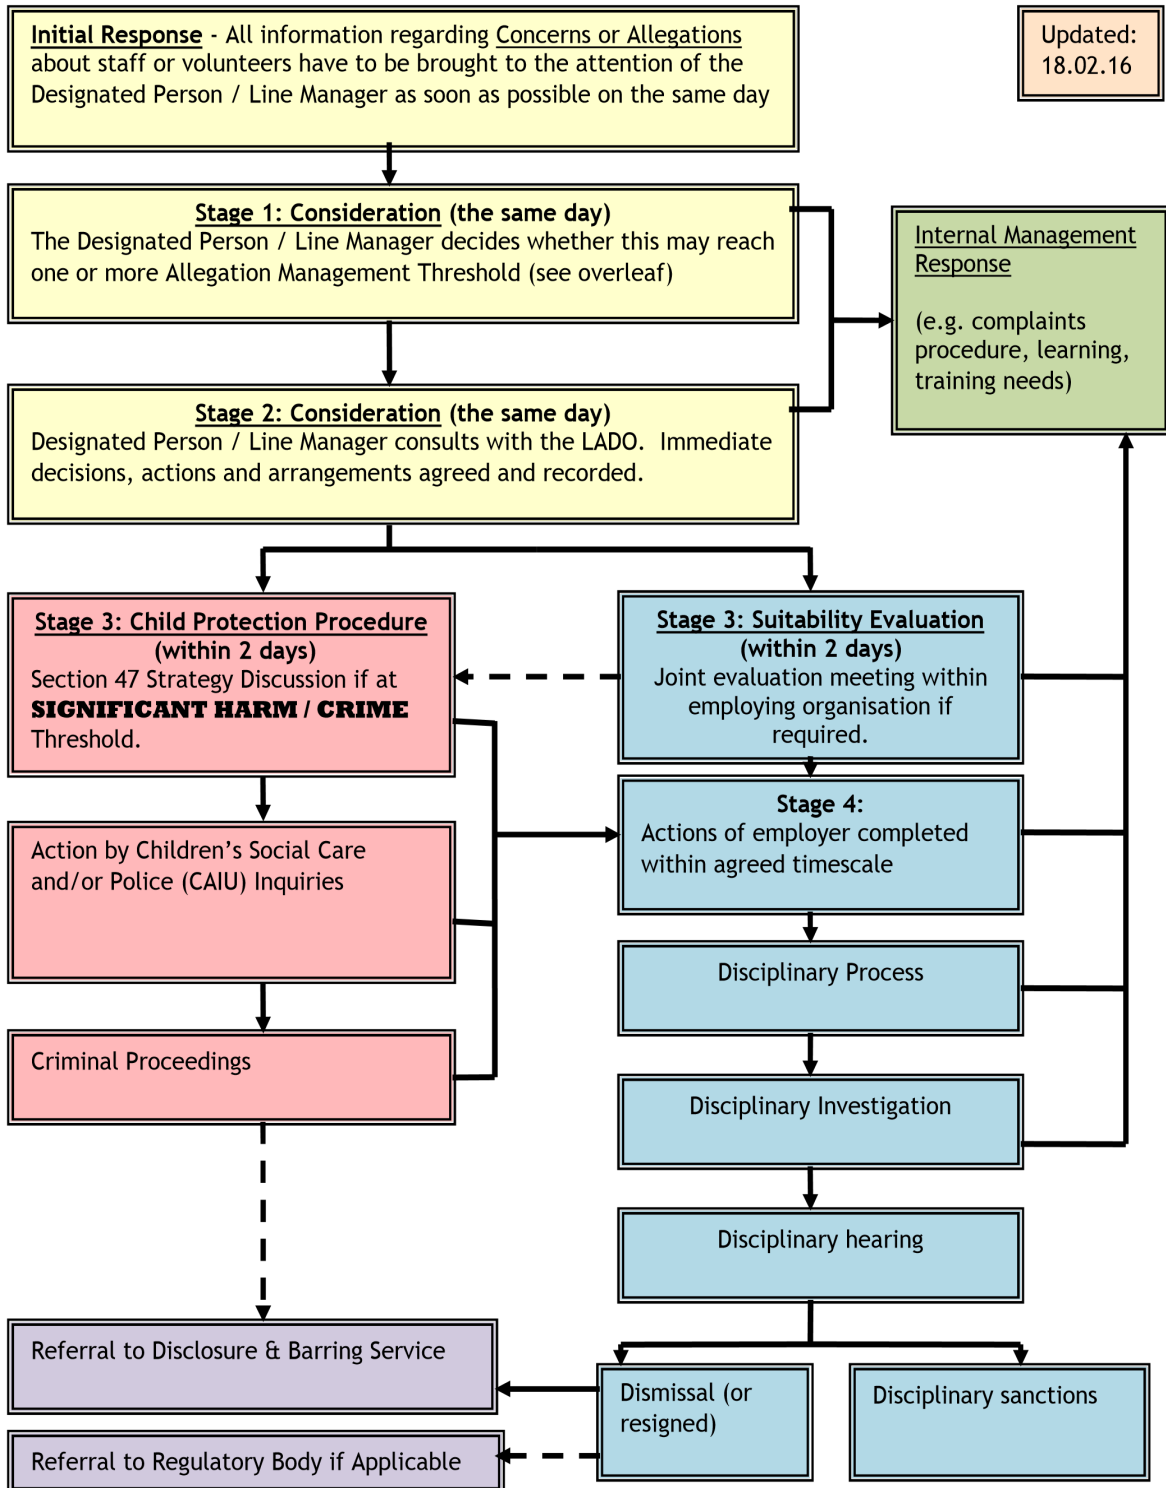 Initial Response - All information regarding Concerns or Allegations
about staff or volunteers have to be brought to the attention of the
Designated Person / Line Manager as soon as possible on the same day
Updated:
18.02.16
Stage 1: Consideration (the same day)
The Designated Person / Line Manager decides whether this may reach
one or more Allegation Management Threshold (see overleaf)
Internal Management
Response
(e.g. complaints
procedure, learning,
training needs)
Stage 2: Consideration (the same day)
Designated Person / Line Manager consults with the LADO.  Immediate
decisions, actions and arrangements agreed and recorded.
Stage 3: Child Protection Procedure
(within 2 days)
Section 47 Strategy Discussion if at
SIGNIFICANT HARM / CRIME
Threshold.
Stage 3: Suitability Evaluation
(within 2 days)
Joint evaluation meeting within
employing organisation if
required.
Stage 4:
Actions of employer completed
within agreed timescale
Action by Children’s Social Care
and/or Police (CAIU) Inquiries
Disciplinary Process
Criminal Proceedings
Disciplinary Investigation
Disciplinary hearing
Referral to Disclosure & Barring Service
Dismissal (or
resigned)
Disciplinary sanctions
Referral to Regulatory Body if Applicable